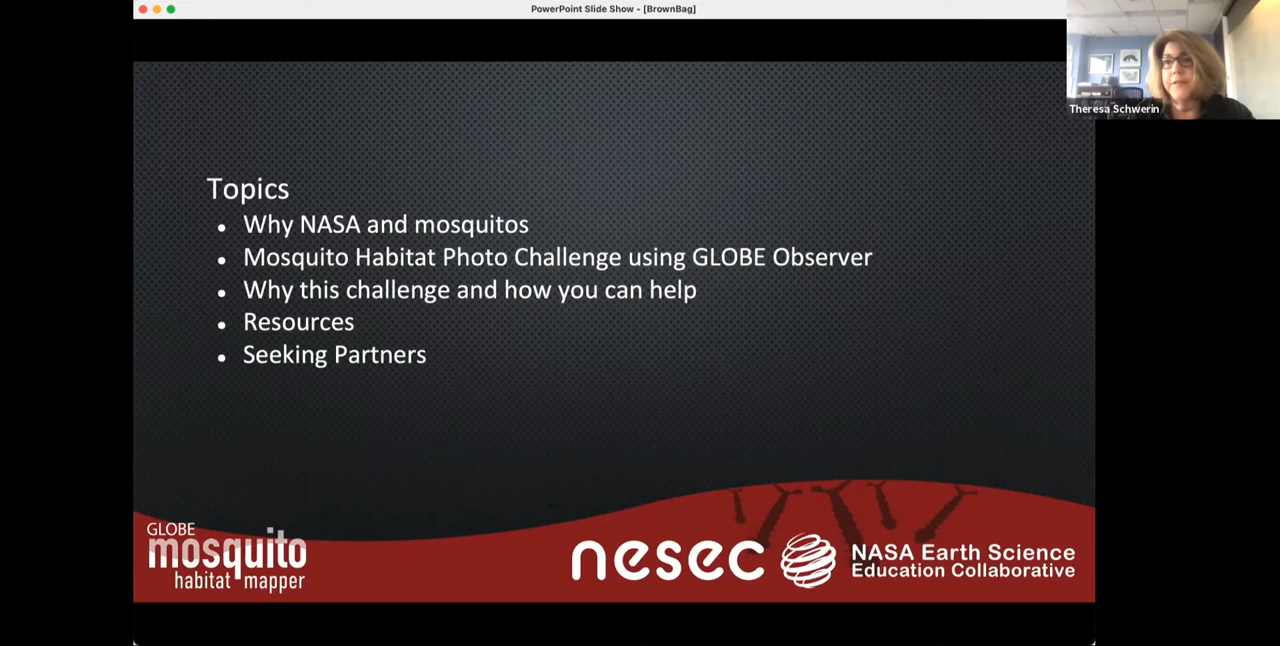 PowerPoint Slide Show - [BrownBag]
Theresa Schwerin
Topics
• Why NASA and mosquitos
• Mosquito Habitat Photo Challenge using GLOBE Observer
• Why this challenge and how you can help
• Resources
• Seeking Partners
GLOBE
mosquito
habitat mapper
nesec
NASA Earth Science
Education Collaborative